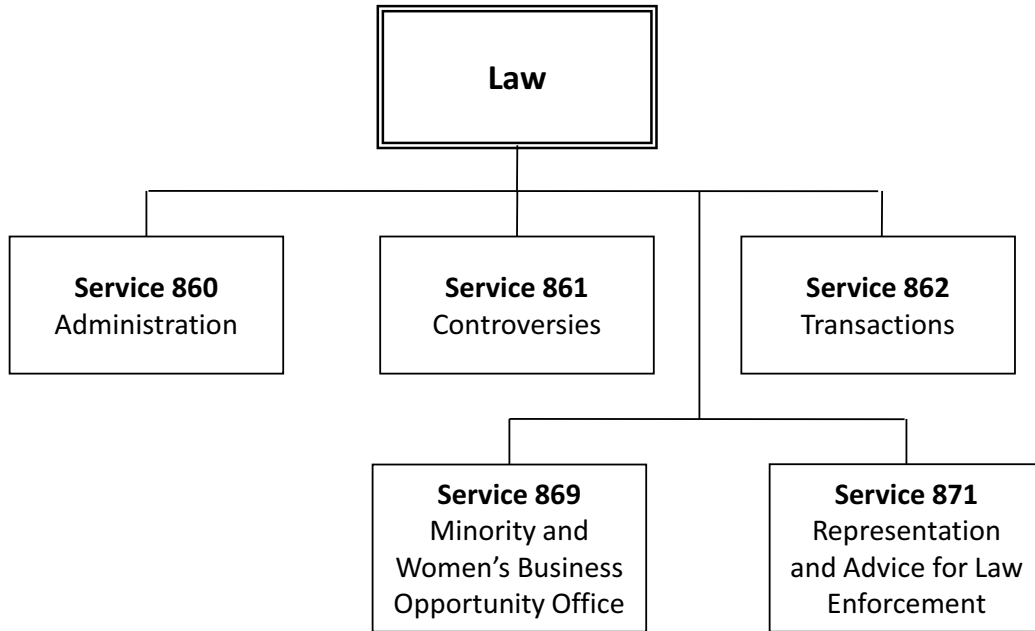 Law
Service 860
Administration
Service 861
Controversies
Service 862
Transactions
Service 869
Minority and
Women’s Business
Opportunity Office
Service 871
Representation
and Advice for Law
Enforcement